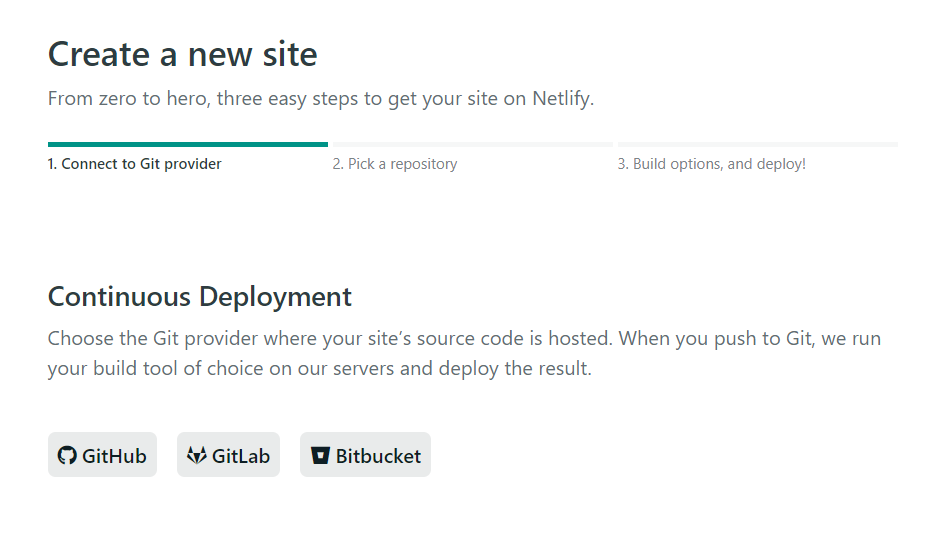 Create a new site
From zero to hero, three easy steps to get your site on Netlify.
1. Connect to Git provider
2. Pick a repository
3. Build options, and deploy!
Continuous Deployment
Choose the Git provider where your site’s source code is hosted. When you push to Git, we run
your build tool of choice on our servers and deploy the result.
GitHub
GitLab
Bitbucket